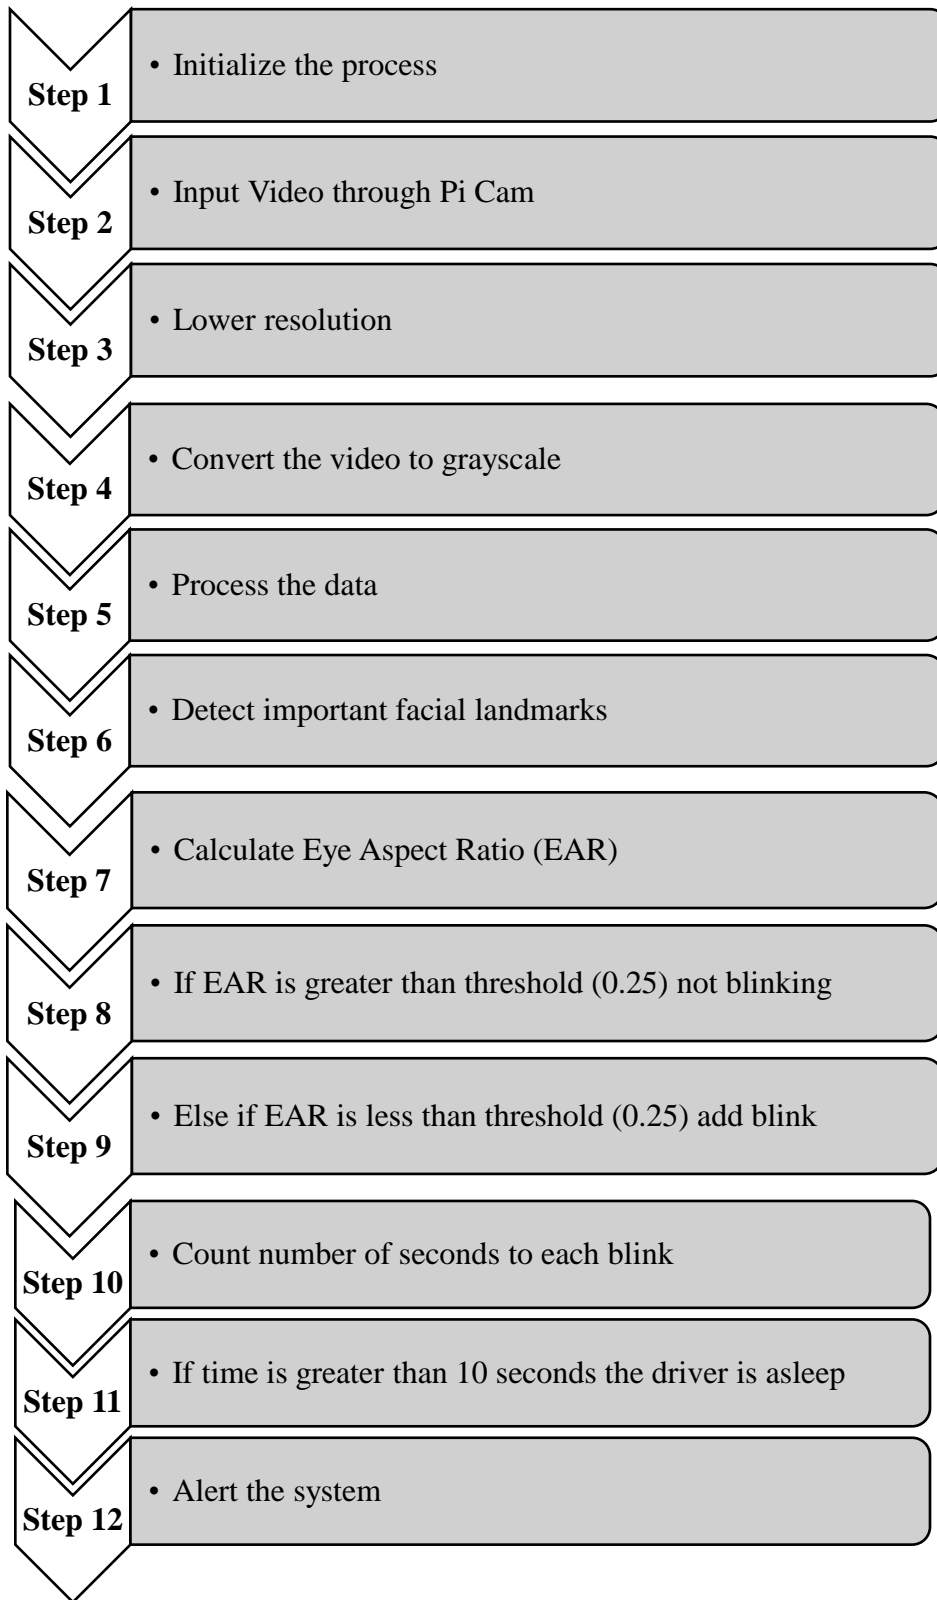 Step 1
• Initialize the process
Step 2
• Input Video through Pi Cam
Step 3
• Lower resolution
Step 4
• Convert the video to grayscale
Step 5
• Process the data
Step 6
• Detect important facial landmarks
Step 7
• Calculate Eye Aspect Ratio (EAR)
Step 8
• If EAR is greater than threshold (0.25) not blinking
Step 9
• Else if EAR is less than threshold (0.25) add blink
Step 10
• Count number of seconds to each blink
Step 11
• If time is greater than 10 seconds the driver is asleep
Step 12
• Alert the system